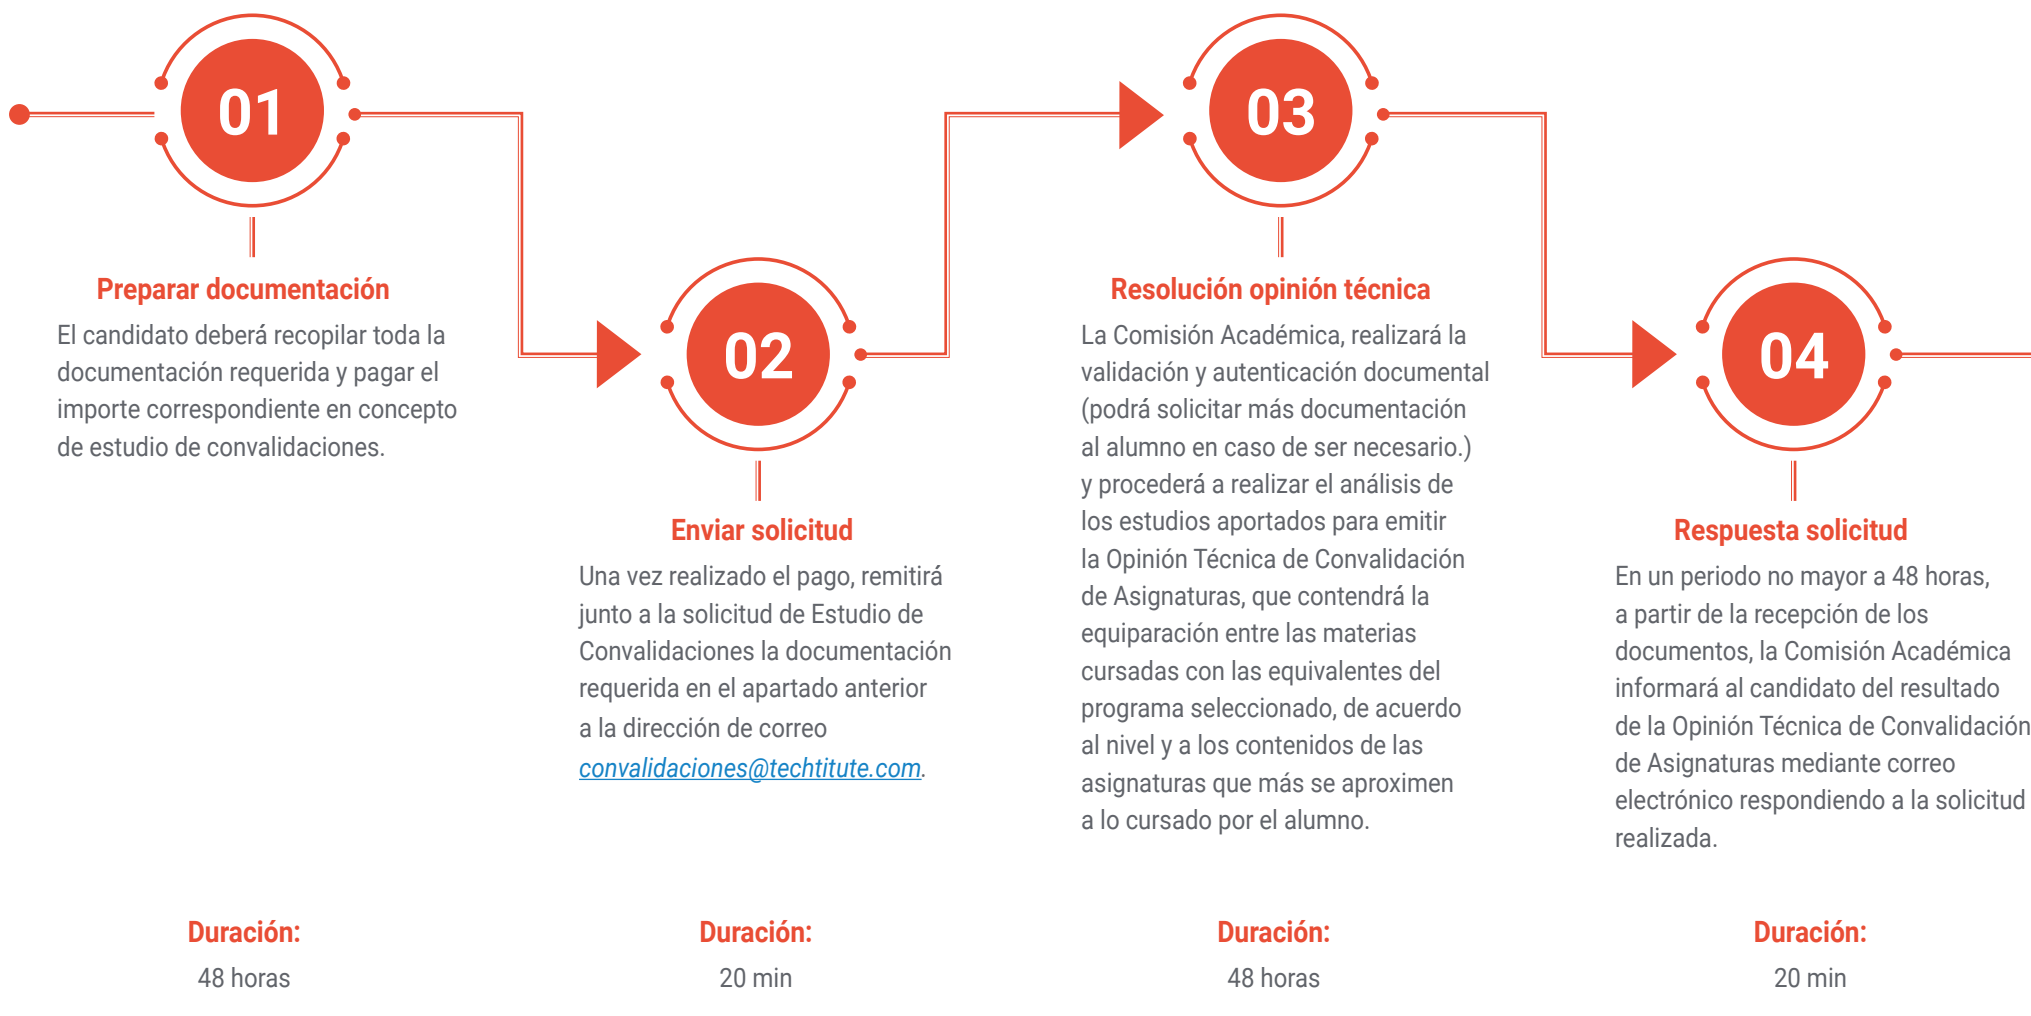 01
Preparar documentación
El candidato deberá recopilar toda la
documentación requerida y pagar el
importe correspondiente en concepto
de estudio de convalidaciones.
Duración:
48 horas
02
Enviar solicitud
Una vez realizado el pago, remitirá
junto a la solicitud de Estudio de
Convalidaciones la documentación
requerida en el apartado anterior
a la dirección de correo
convalidaciones@techtitute.com.
Duración:
20 min
03
Resolución opinión técnica
La Comisión Académica, realizará la
validación y autenticación documental
(podrá solicitar más documentación
al alumno en caso de ser necesario.)
y procederá a realizar el análisis de
los estudios aportados para emitir
la Opinión Técnica de Convalidación
de Asignaturas, que contendrá la
equiparación entre las materias
cursadas con las equivalentes del
programa seleccionado, de acuerdo
al nivel y a los contenidos de las
asignaturas que más se aproximen
a lo cursado por el alumno.
Duración:
48 horas
04
Respuesta solicitud
En un periodo no mayor a 48 horas,
a partir de la recepción de los
documentos, la Comisión Académica
informará al candidato del resultado
de la Opinión Técnica de Convalidación
de Asignaturas mediante correo
electrónico respondiendo a la solicitud
realizada.
Duración:
20 min